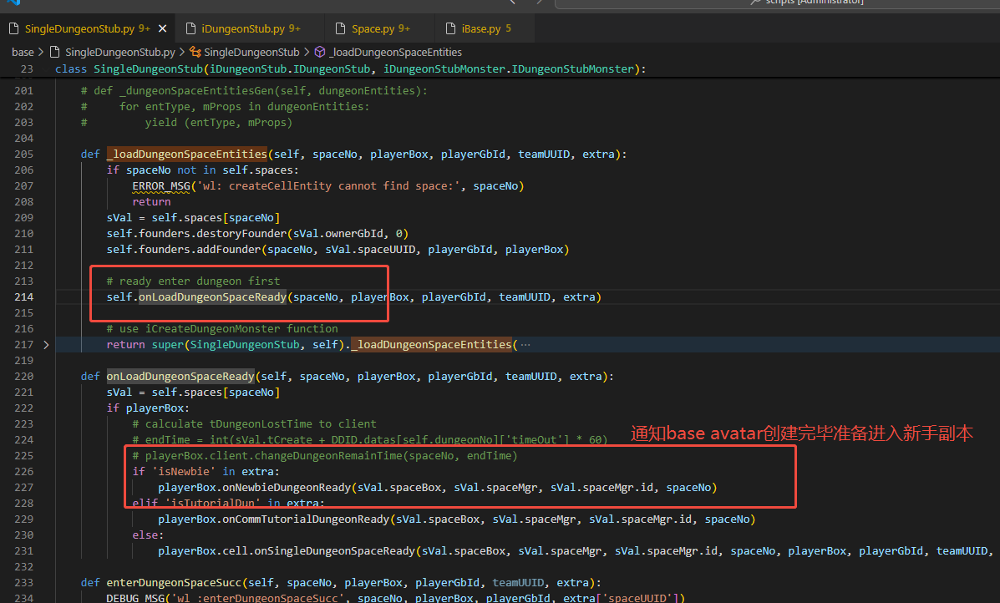 scripts [Administrator]
SingleDungeonStub.py 9+ iDungeonStub.py 9+ Space.py 9+ iBase.py 5
base > SingleDungeonStub.py > SingleDungeonStub > _loadDungeonSpaceEntities
23 class SingleDungeonStub(iDungeonStub.IDungeonStub, iDungeonStubMonster.IDungeonStubMonster):
201 # def _dungeonSpaceEntitiesGen(self, dungeonEntities):
202 #     for entType, mProps in dungeonEntities:
203 #         yield (entType, mProps)
204
205 def _loadDungeonSpaceEntities(self, spaceNo, playerBox, playerGbId, teamUUID, extra):
206 if spaceNo not in self.spaces:
207 ERROR_MSG('wl: createCellEntity cannot find space:', spaceNo)
208 return
209 sVal = self.spaces[spaceNo]
210 self.founders.destoryFounder(sVal.ownerGbId, 0)
211 self.founders.addFounder(spaceNo, sVal.spaceUUID, playerGbId, playerBox)
212
213 # ready enter dungeon first
214 self.onLoadDungeonSpaceReady(spaceNo, playerBox, playerGbId, teamUUID, extra)
215
216 # use iCreateDungeonMonster function
217 return super(SingleDungeonStub, self)._loadDungeonSpaceEntities( ···
219
220 def onLoadDungeonSpaceReady(self, spaceNo, playerBox, playerGbId, teamUUID, extra):
221 sVal = self.spaces[spaceNo]
222 if playerBox:
223 # calculate tDungeonLostTime to client
224 # endTime = int(sVal.tCreate + DDID.datas[self.dungeonNo]['timeOut'] * 60)
通知base avatar创建完毕准备进入新手副本
225 # playerBox.client.changeDungeonRemainTime(spaceNo, endTime)
226 if 'isNewbie' in extra:
227 playerBox.onNewbieDungeonReady(sVal.spaceBox, sVal.spaceMgr, sVal.spaceMgr.id, spaceNo)
228 elif 'isTutorialDun' in extra:
229 playerBox.onCommTutorialDungeonReady(sVal.spaceBox, sVal.spaceMgr, sVal.spaceMgr.id, spaceNo)
230 else:
231 playerBox.cell.onSingleDungeonSpaceReady(sVal.spaceBox, sVal.spaceMgr, sVal.spaceMgr.id, spaceNo, playerBox, playerGbId, teamUUID,
232
233 def enterDungeonSpaceSucc(self, spaceNo, playerBox, playerGbId, teamUUID, extra):
234 DEBUG_MSG('wl :enterDungeonSpaceSucc', spaceNo, playerBox, playerGbId, extra['spaceUUID'])